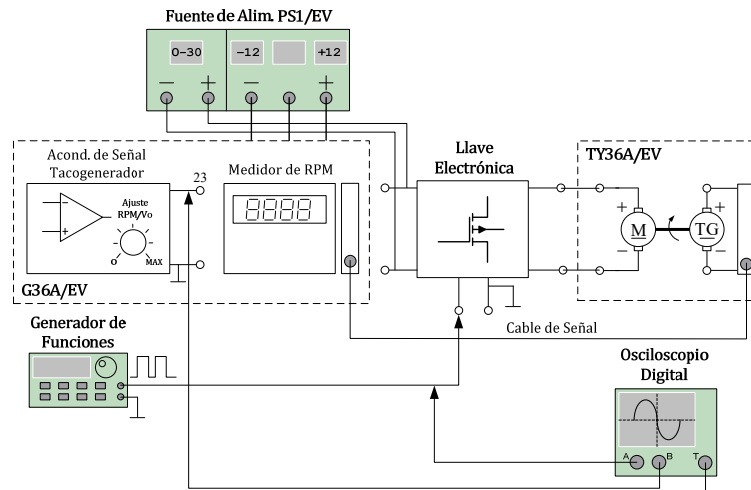 Fuente de Alim. PS1/EV
0-30
-12
+12
− +
− +
Acond. de Señal
Tacogenerador
Ajuste
RPM/Vo
− +
0 MAX
23
Medidor de RPM
8888
G36A/EV
Llave
Electrónica
TY36A/EV
+ +
M TG
− −
Cable de Señal
Generador de
Funciones
Osciloscopio
Digital
A B T